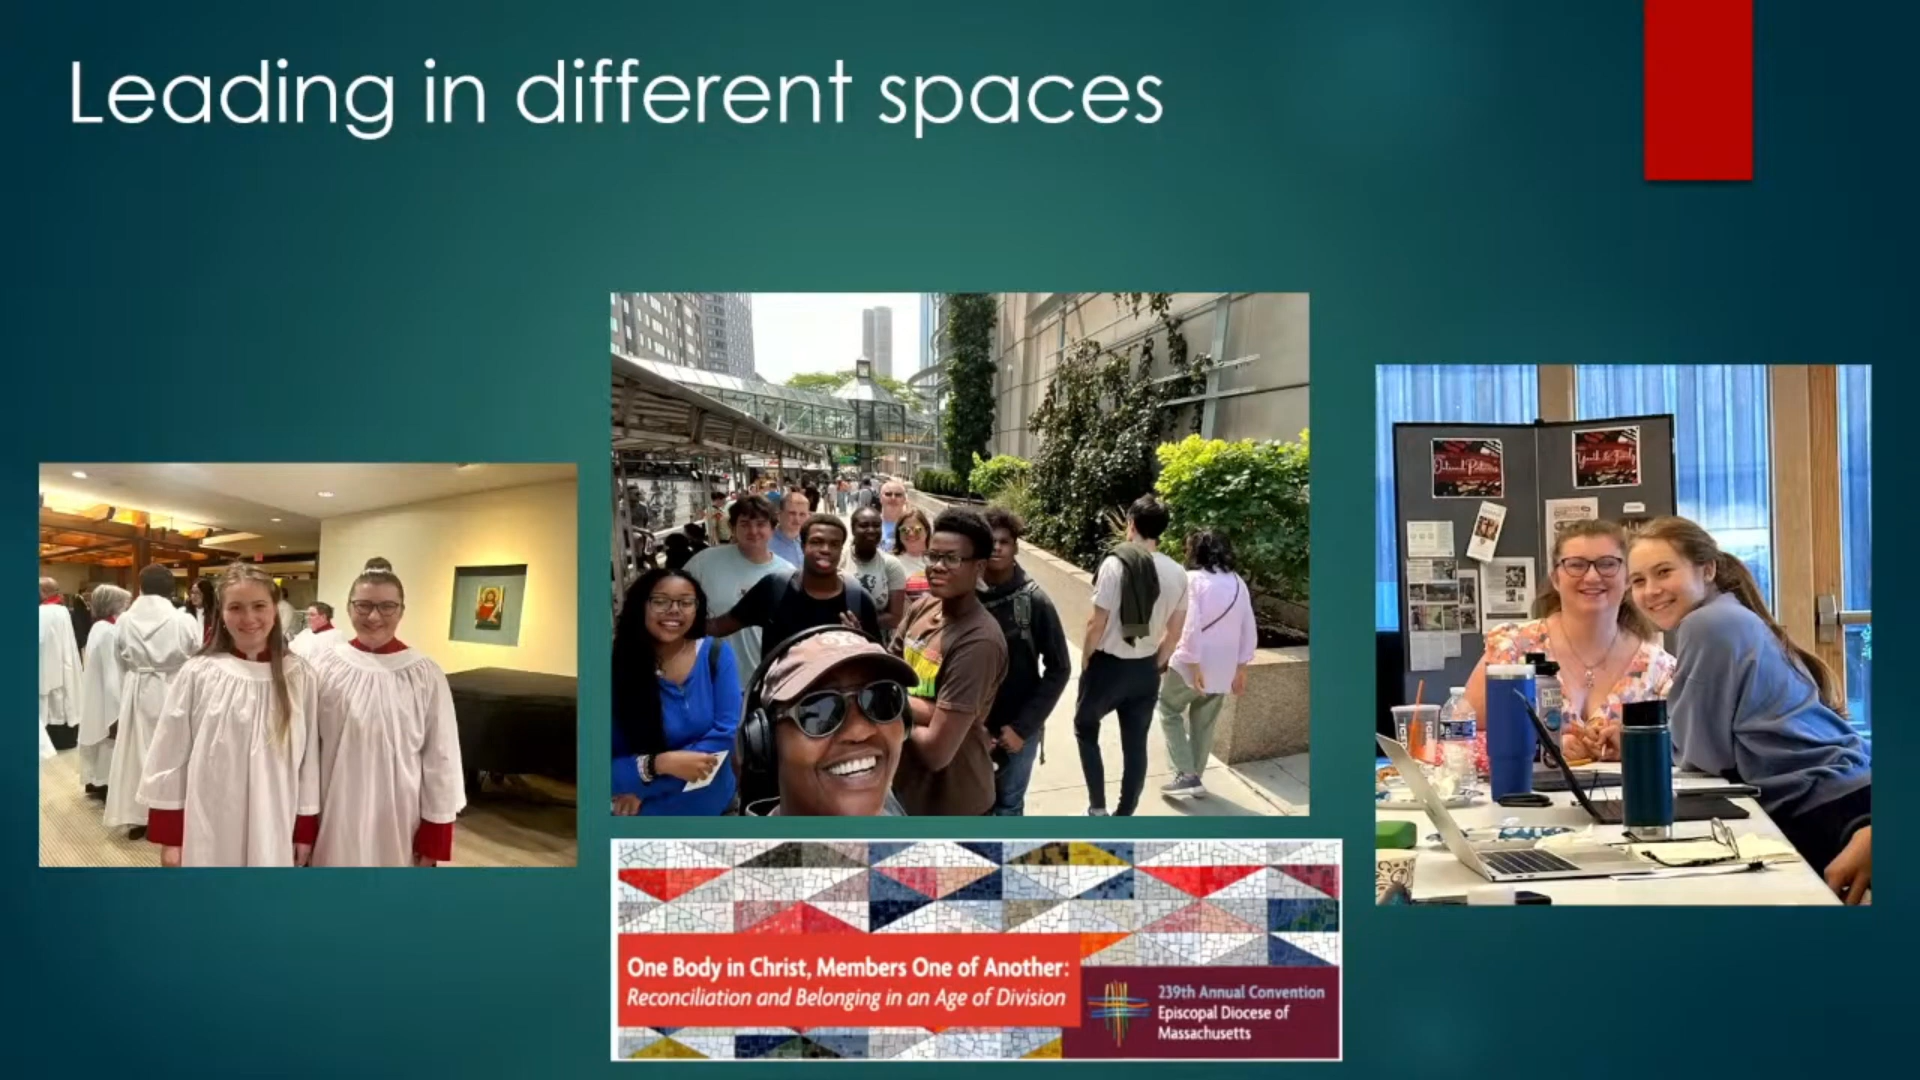 Leading in different spaces
One Body in Christ, Members One of Another:
Reconciliation and Belonging in an Age of Division
239th Annual Convention
Episcopal Diocese of
Massachusetts